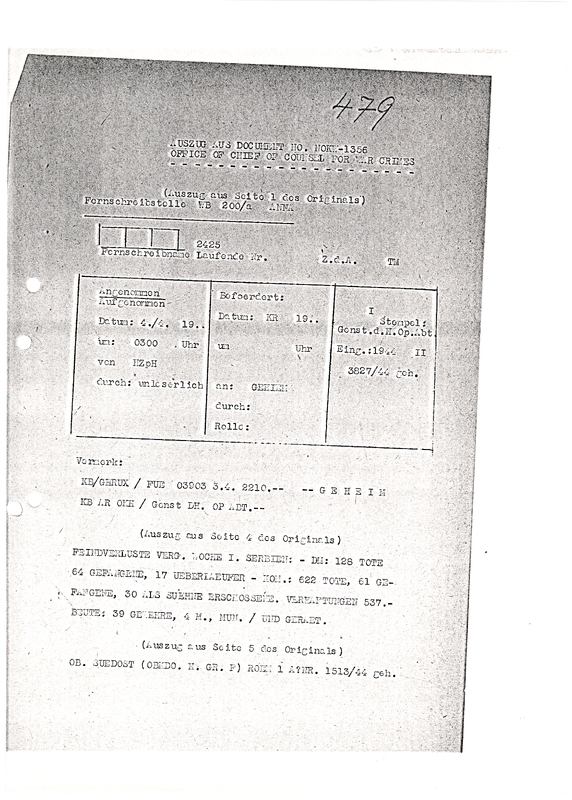 479
AUSZUG AUS DOCUMENT NO. NOKW-1356
OFFICE OF CHIEF OF COUNSEL FOR WAR CRIMES
(Auszug aus Seite 1 des Originals)
Fernschreibstelle WB 200/a ANNA
2425
Fernschreibname Laufende Nr. Z.d.A. TM
Angenommen
Aufgenommen
Datum: 4./4. 19..
um: 0300 Uhr
von HZpH
durch: unleserlich
Befoerdert:
Datum: KR 19..
um Uhr
an: GEHEIM
durch:
Rolle:
I
Stempel:
Genst.d.H.Op.Abt.
Eing.:1944 II
3827/44 geh.
Vermerk:
KB/GBRUX / FUE 03903 3.4. 2210.-- -- G E H E I M
KB AN OKH / Genst DH. OP ABT.--
(Auszug aus Seite 4 des Originals)
FEINDVERLUSTE VERG. WOCHE I. SERBIEN: - DM: 128 TOTE
64 GEFANGENE, 17 UEBERLAEUFER - KOM.: 622 TOTE, 61 GE-
FANGENE, 30 ALS SUEHNE ERSCHOSSENE. VERHAFTUNGEN 537.-
BEUTE: 39 GEWEHRE, 4 M., MUN. / UND GERAET.
(Auszug aus Seite 5 des Originals)
OB. SUEDOST (OBKDO. H. GR. F) ROEM 1 A NR. 1513/44 geh.